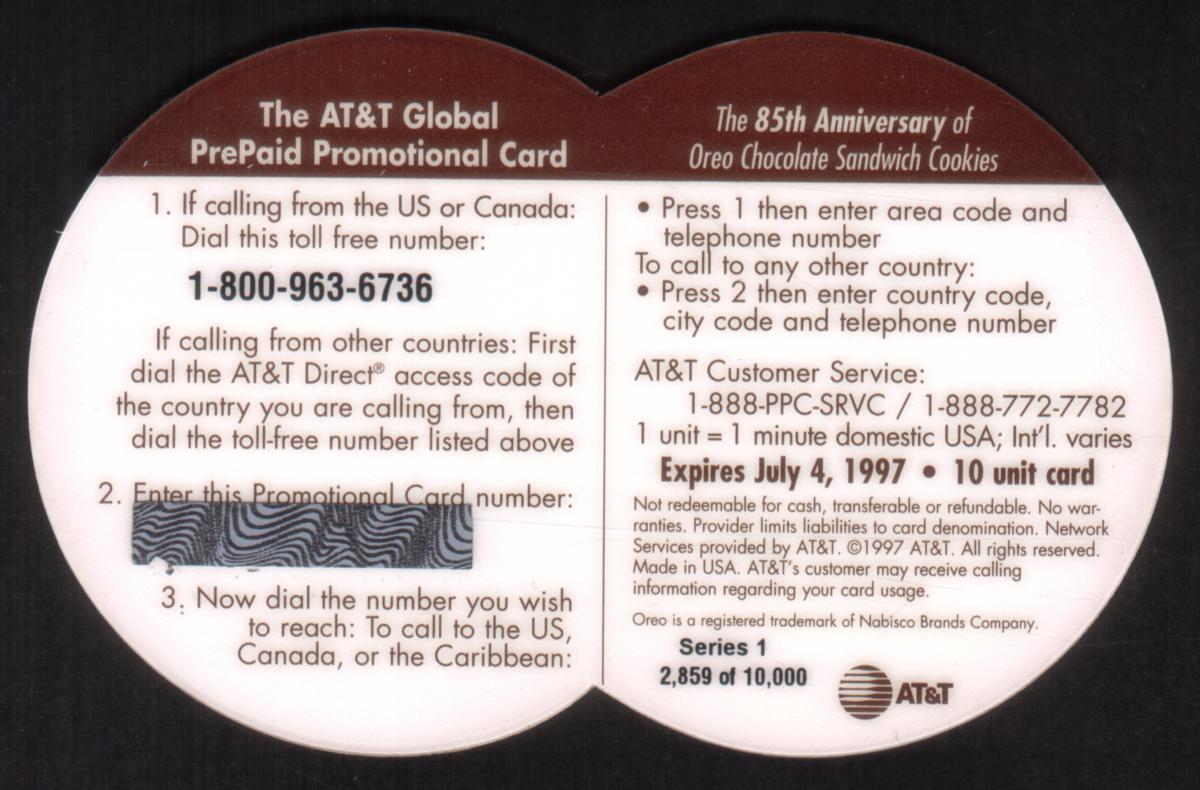 The AT&T Global
PrePaid Promotional Card
1. If calling from the US or Canada:
Dial this toll free number:
1-800-963-6736
If calling from other countries: First
dial the AT&T Direct® access code of
the country you are calling from, then
dial the toll-free number listed above
2. Enter this Promotional Card number:
3. Now dial the number you wish
to reach: To call to the US,
Canada, or the Caribbean:
The 85th Anniversary of
Oreo Chocolate Sandwich Cookies
• Press 1 then enter area code and
telephone number
To call to any other country:
• Press 2 then enter country code,
city code and telephone number
AT&T Customer Service:
1-888-PPC-SRVC / 1-888-772-7782
1 unit = 1 minute domestic USA; Int'l. varies
Expires July 4, 1997 • 10 unit card
Not redeemable for cash, transferable or refundable. No war-
ranties. Provider limits liabilities to card denomination. Network
Services provided by AT&T. ©1997 AT&T. All rights reserved.
Made in USA. AT&T's customer may receive calling
information regarding your card usage.
Oreo is a registered trademark of Nabisco Brands Company.
Series 1
2,859 of 10,000
AT&T